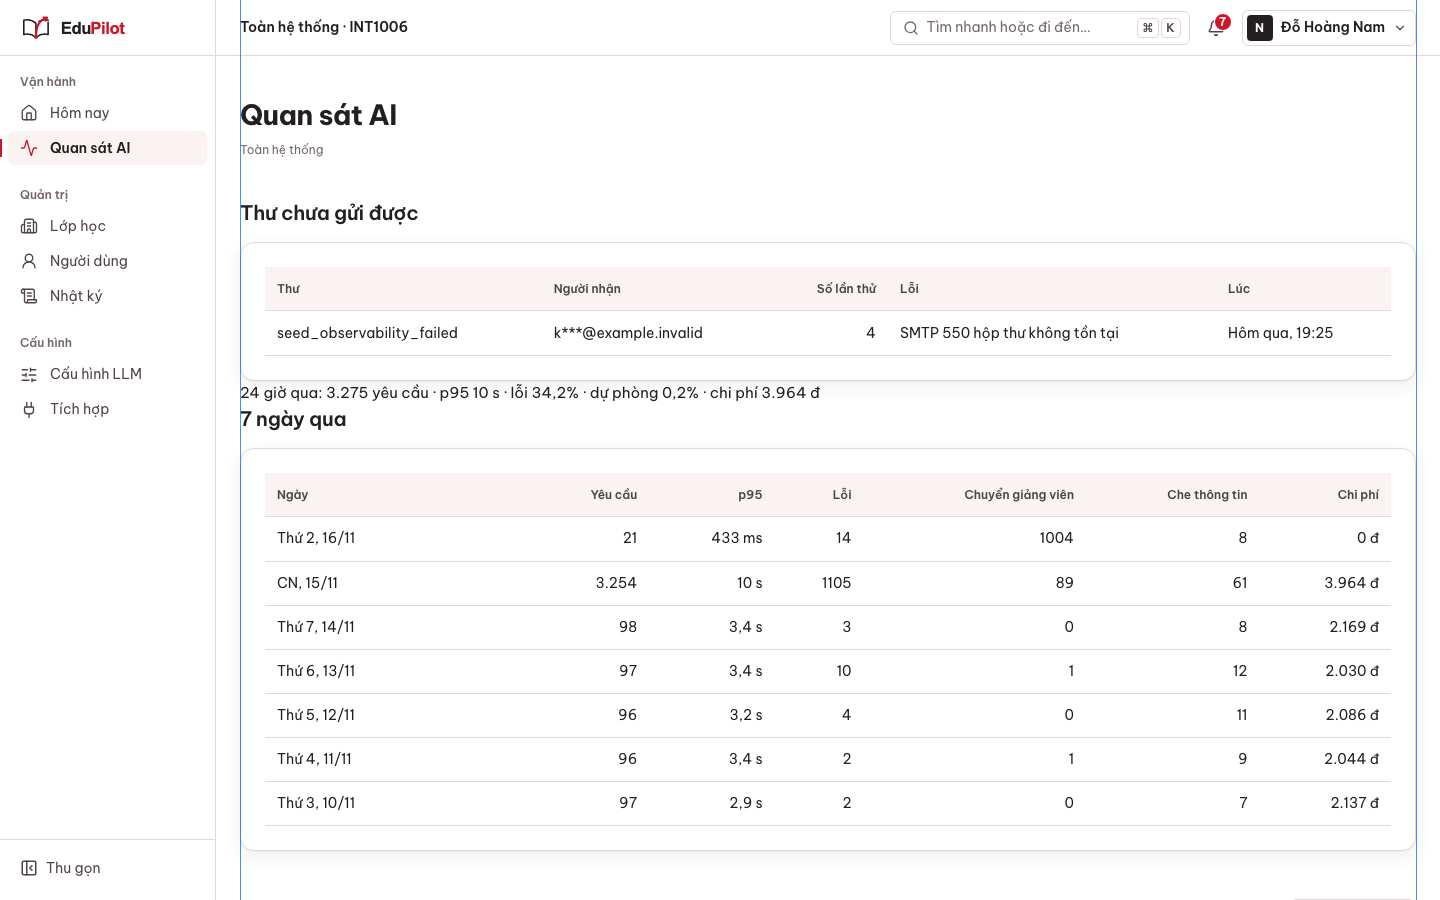 EduPilot
Toàn hệ thống · INT1006
Tìm nhanh hoặc đi đến...
⌘ K
7
N
Đỗ Hoàng Nam
Vận hành
Hôm nay
Quan sát AI
Quản trị
Lớp học
Người dùng
Nhật ký
Cấu hình
Cấu hình LLM
Tích hợp
Thu gọn
Quan sát AI
Toàn hệ thống
Thư chưa gửi được
Thư Người nhận Số lần thử Lỗi Lúc
seed_observability_failed k***@example.invalid 4 SMTP 550 hộp thư không tồn tại Hôm qua, 19:25
24 giờ qua: 3.275 yêu cầu · p95 10 s · lỗi 34,2% · dự phòng 0,2% · chi phí 3.964 đ
7 ngày qua
Ngày Yêu cầu p95 Lỗi Chuyển giảng viên Che thông tin Chi phí
Thứ 2, 16/11 21 433 ms 14 1004 8 0 đ
CN, 15/11 3.254 10 s 1105 89 61 3.964 đ
Thứ 7, 14/11 98 3,4 s 3 0 8 2.169 đ
Thứ 6, 13/11 97 3,4 s 10 1 12 2.030 đ
Thứ 5, 12/11 96 3,2 s 4 0 11 2.086 đ
Thứ 4, 11/11 96 3,4 s 2 1 9 2.044 đ
Thứ 3, 10/11 97 2,9 s 2 0 7 2.137 đ